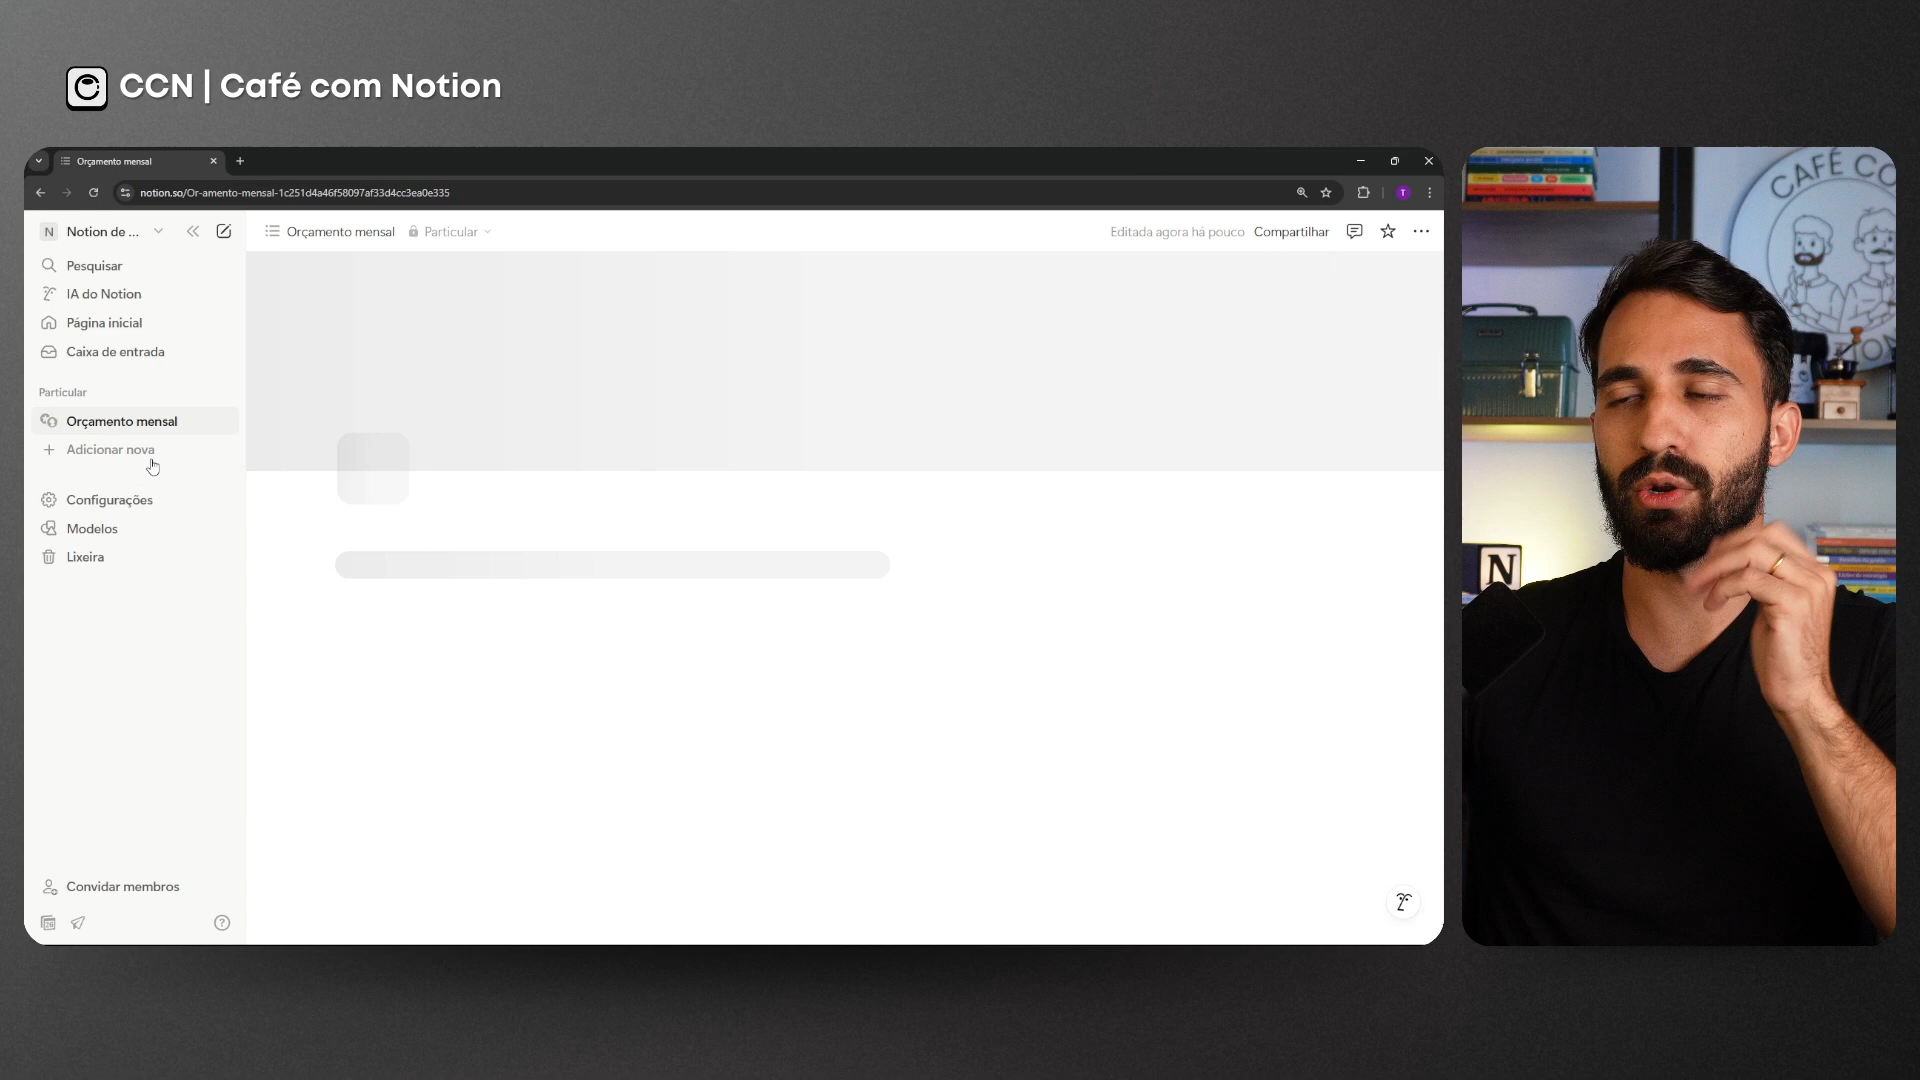 CCN | Café com Notion
Orçamento mensal
notion.so/Or-amento-mensal-1c251d4a46f58097af33d4cc3ea0e335
T
N Notion de ...
Orçamento mensal Particular
Editada agora há pouco Compartilhar
Pesquisar
IA do Notion
Página inicial
Caixa de entrada
Particular
Orçamento mensal
Adicionar nova
Configurações
Modelos
Lixeira
Convidar membros
CAFÉ CO
N